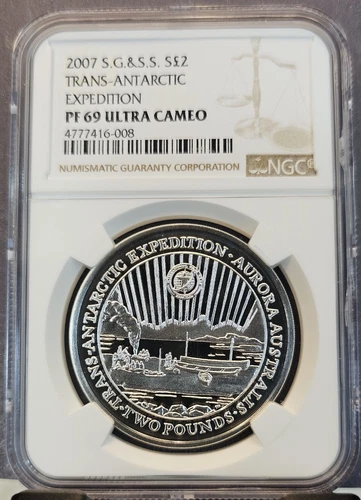 2007 S.G.&S.S. S£2
TRANS-ANTARCTIC
EXPEDITION
PF 69 ULTRA CAMEO
4777416-008
NUMISMATIC GUARANTY CORPORATION
NGC
TRANS-ANTARCTIC EXPEDITION · AURORA AUSTRALIS ·
· TWO POUNDS ·